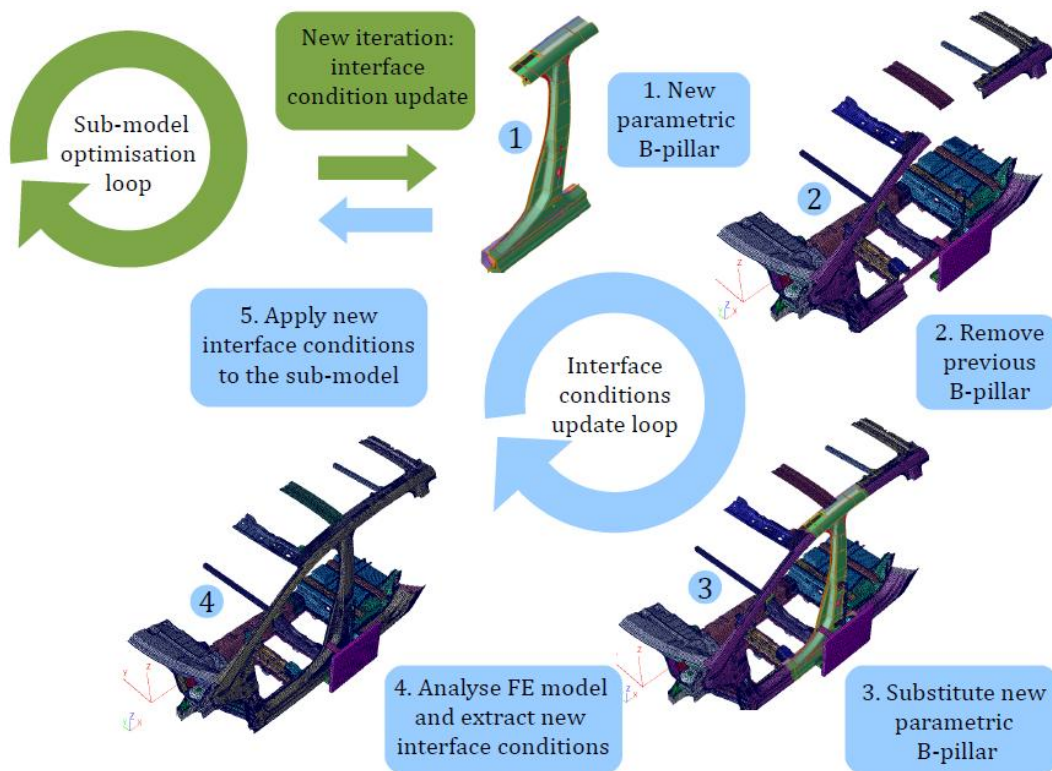 New iteration:
interface
condition update
Sub-model
optimisation
loop
1
1. New
parametric
B-pillar
2
5. Apply new
interface conditions
to the sub-model
Interface
conditions
update loop
2. Remove
previous
B-pillar
4
3
4. Analyse FE model
and extract new
interface conditions
3. Substitute new
parametric
B-pillar